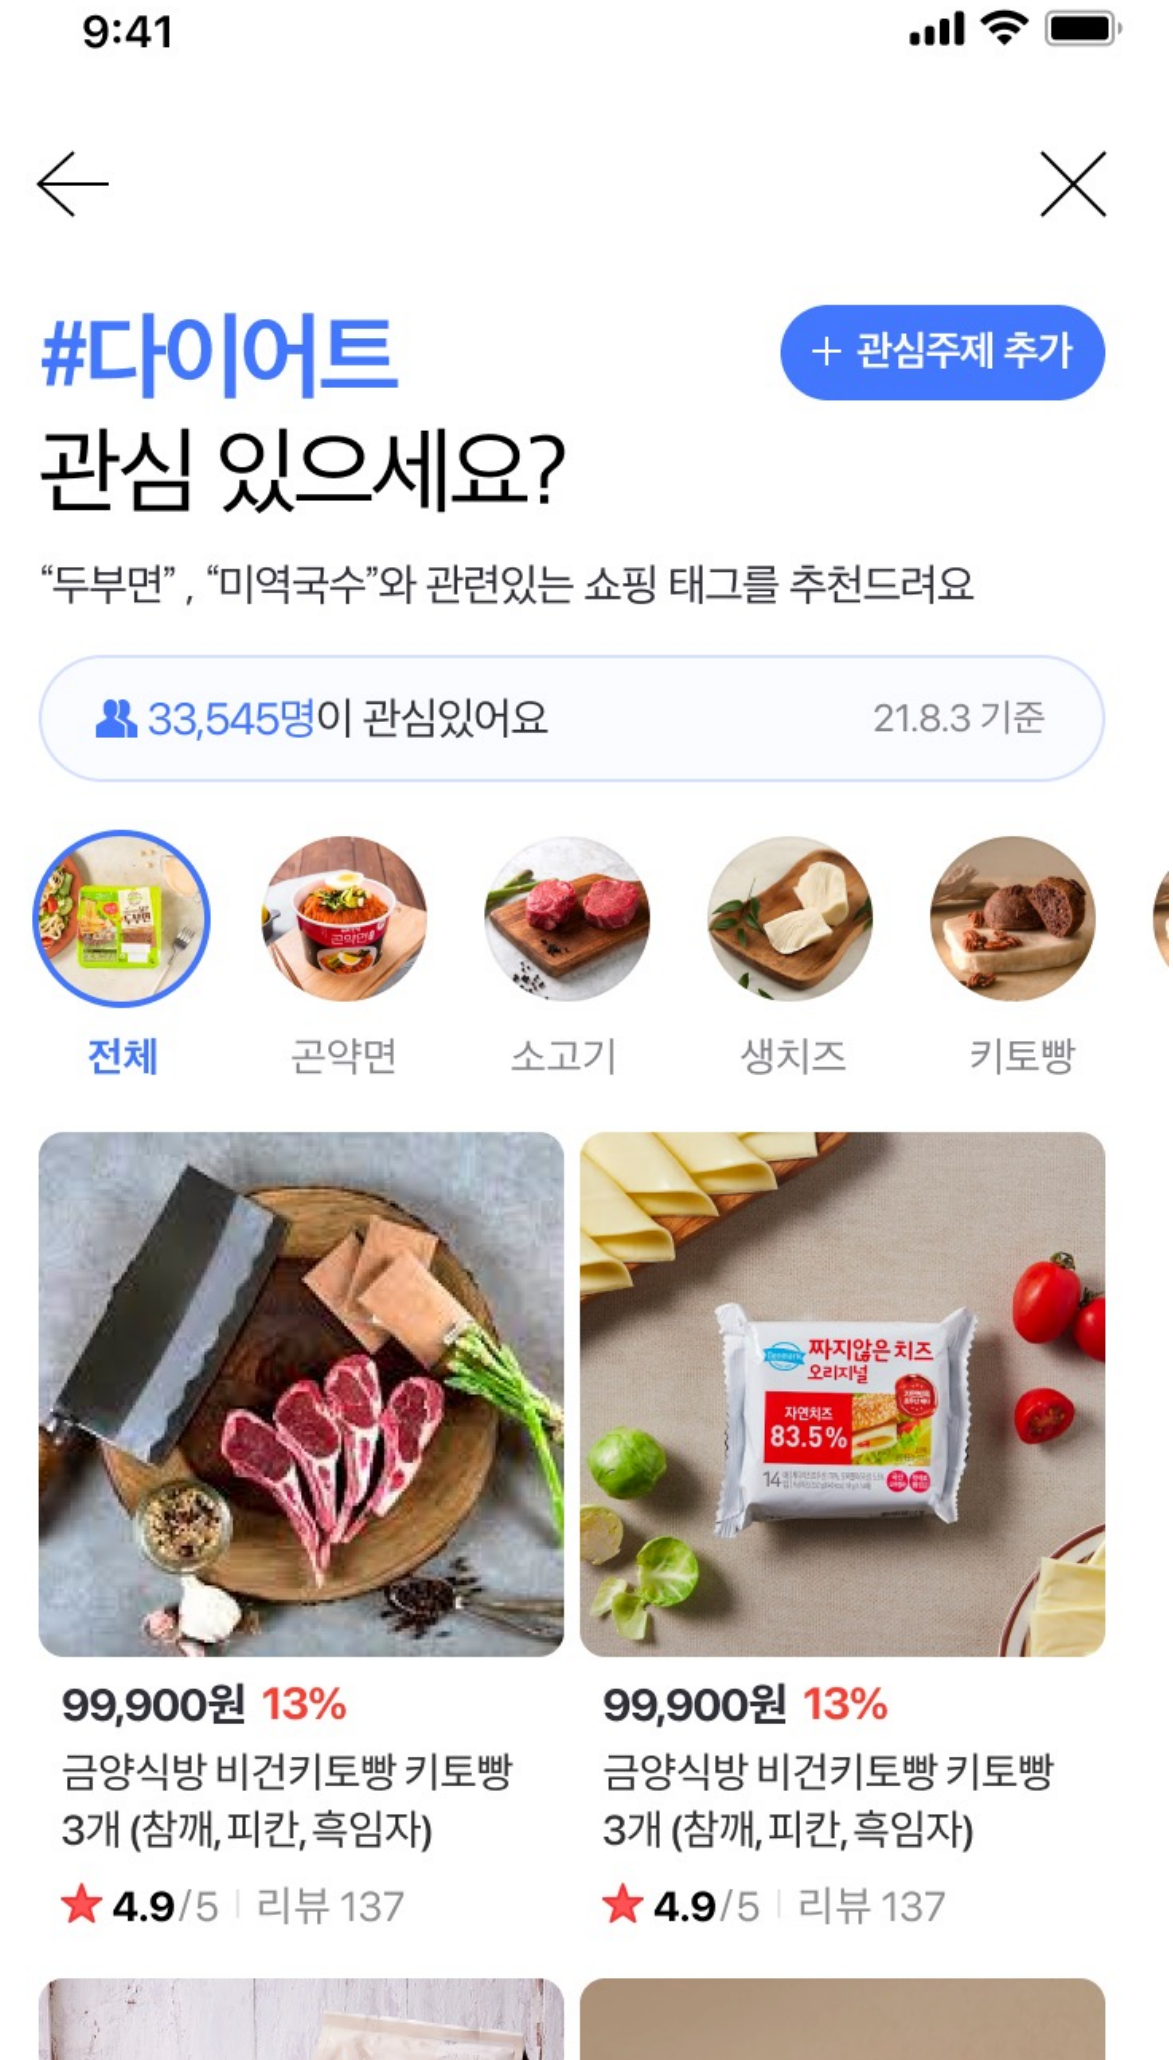 9:41
#다이어트
+ 관심주제 추가
관심 있으세요?
“두부면” , “미역국수”와 관련있는 쇼핑 태그를 추천드려요
33,545명이 관심있어요
21.8.3 기준
두부면
곤약면
전체
곤약면
소고기
생치즈
키토빵
Denmark
짜지않은 치즈
오리지널
자연치즈
83.5%
14
99,900원 13%
금양식방 비건키토빵 키토빵
3개 (참깨, 피칸, 흑임자)
4.9/5 리뷰 137
99,900원 13%
금양식방 비건키토빵 키토빵
3개 (참깨, 피칸, 흑임자)
4.9/5 리뷰 137